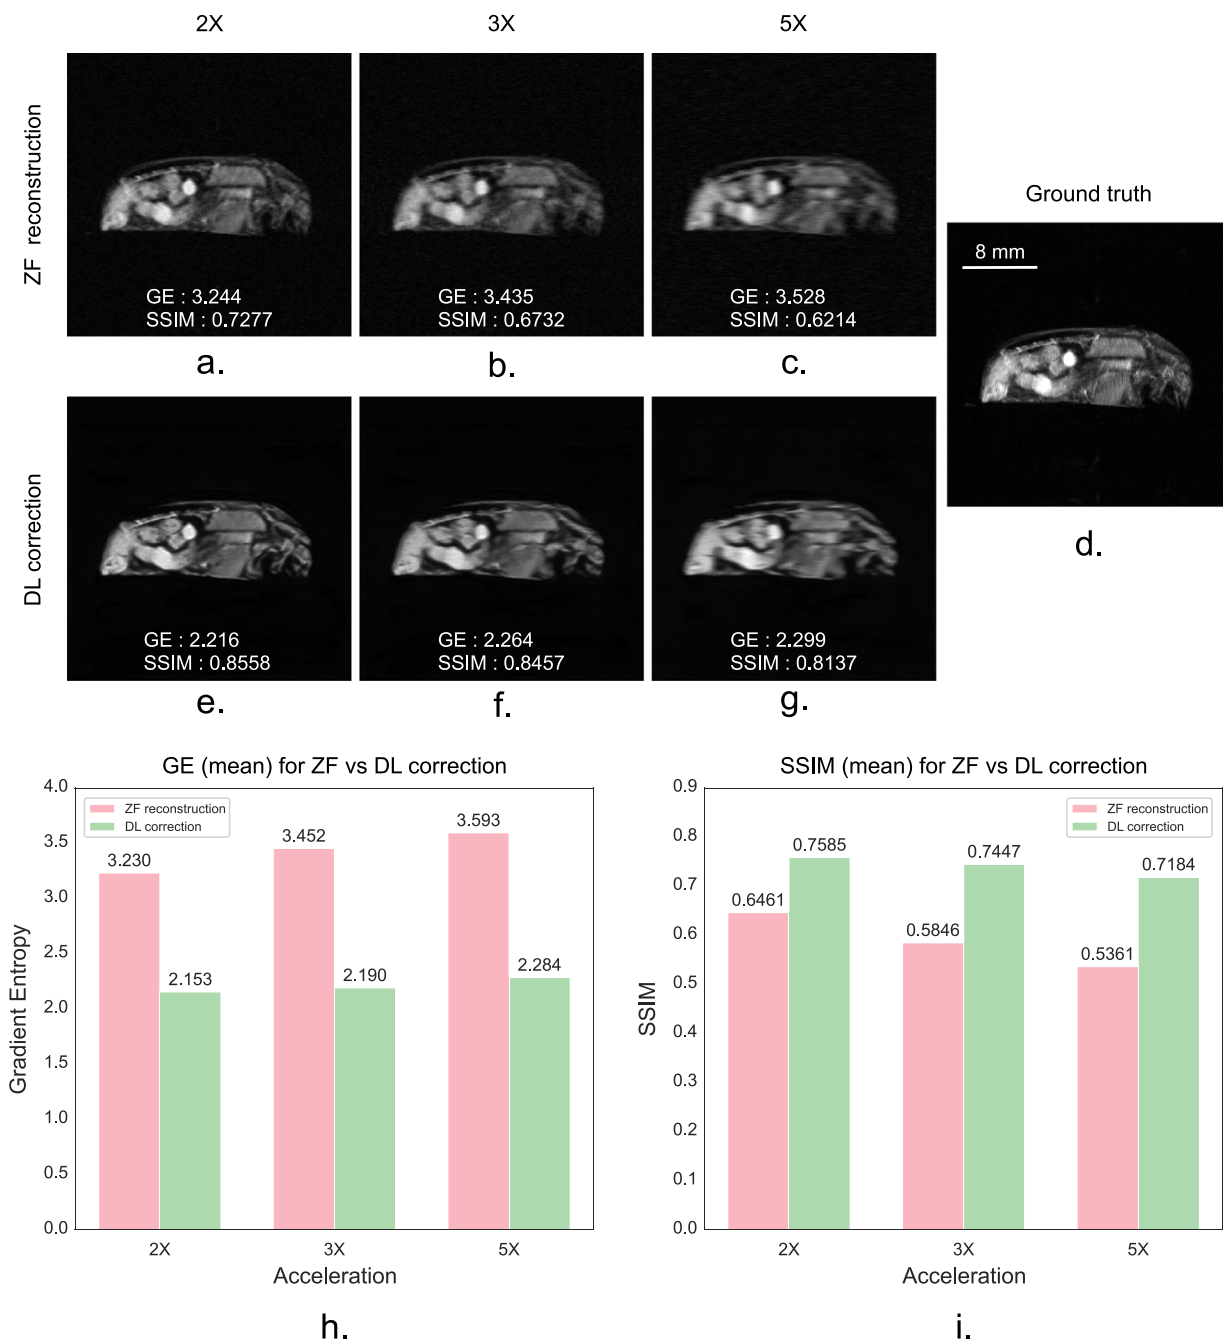 2X
3X
5X
ZF reconstruction
GE : 3.244
SSIM : 0.7277
GE : 3.435
SSIM : 0.6732
GE : 3.528
SSIM : 0.6214
a.
b.
c.
Ground truth
8 mm
d.
DL correction
GE : 2.216
SSIM : 0.8558
GE : 2.264
SSIM : 0.8457
GE : 2.299
SSIM : 0.8137
e.
f.
g.
GE (mean) for ZF vs DL correction
4.0
3.5
3.0
2.5
2.0
1.5
1.0
0.5
0.0
Gradient Entropy
ZF reconstruction
DL correction
3.230
2.153
3.452
2.190
3.593
2.284
2X
3X
5X
Acceleration
h.
SSIM (mean) for ZF vs DL correction
0.9
0.8
0.7
0.6
0.5
0.4
0.3
0.2
0.1
0.0
SSIM
ZF reconstruction
DL correction
0.6461
0.7585
0.5846
0.7447
0.5361
0.7184
2X
3X
5X
Acceleration
i.